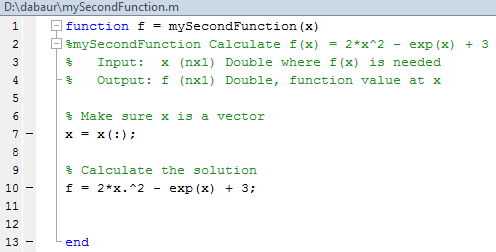 D:\dabaur\mySecondFunction.m
1 function f = mySecondFunction(x)
2 %mySecondFunction Calculate f(x) = 2*x^2 - exp(x) + 3
3 %   Input:  x (nx1) Double where f(x) is needed
4 %   Output: f (nx1) Double, function value at x
5
6 % Make sure x is a vector
7 - x = x(:);
8
9 % Calculate the solution
10 - f = 2*x.^2 - exp(x) + 3;
11
12
13 - end